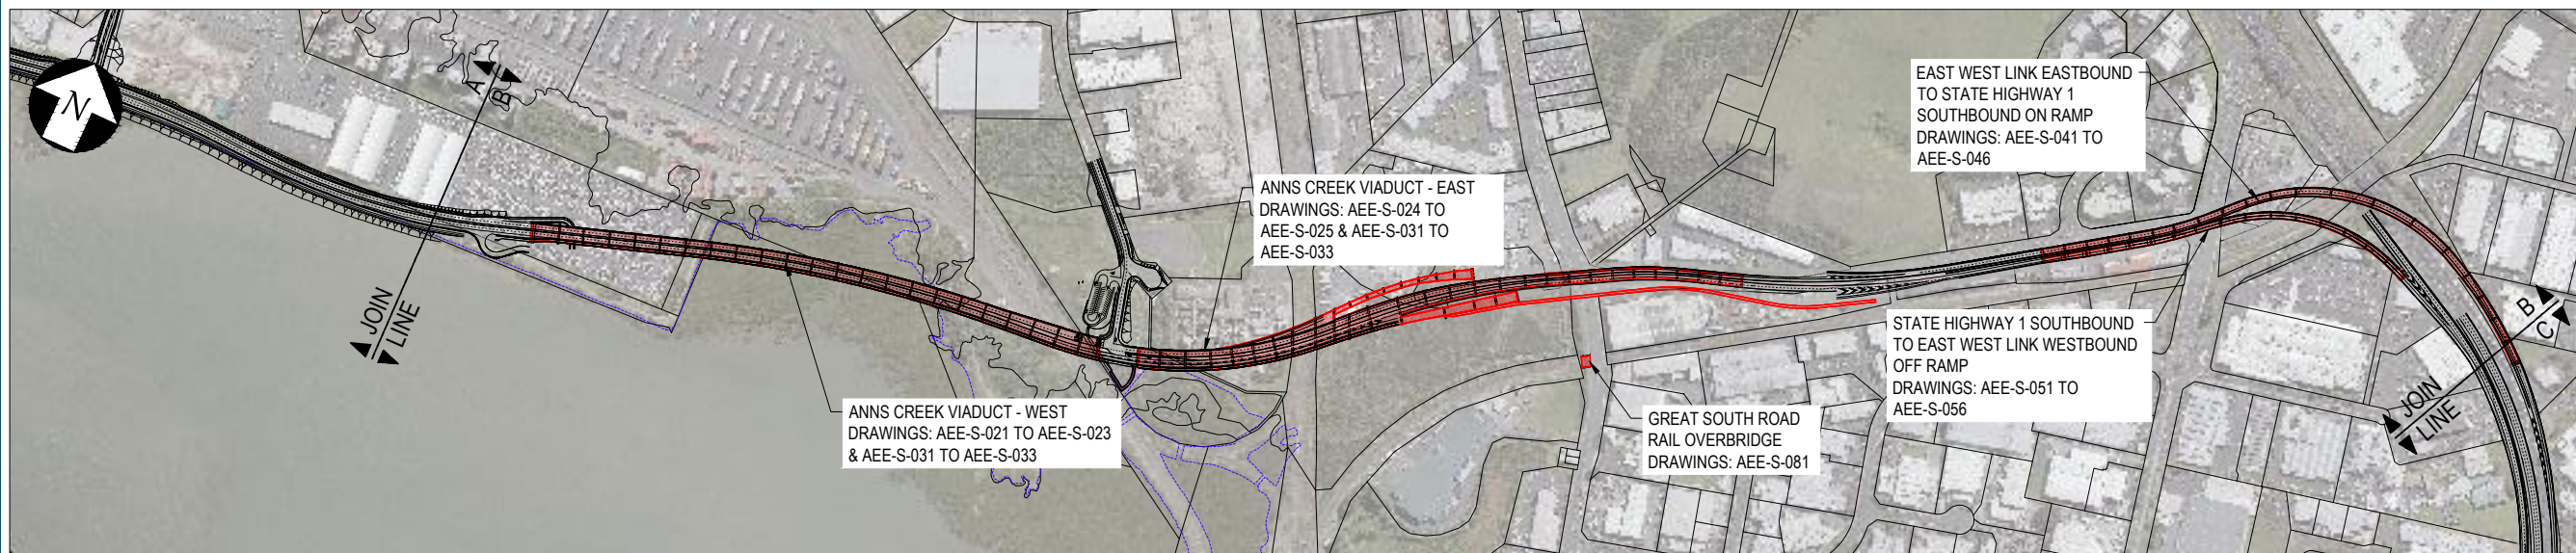 N
A
B
JOIN
LINE
ANNS CREEK VIADUCT - WEST
DRAWINGS: AEE-S-021 TO AEE-S-023
& AEE-S-031 TO AEE-S-033
ANNS CREEK VIADUCT - EAST
DRAWINGS: AEE-S-024 TO
AEE-S-025 & AEE-S-031 TO
AEE-S-033
GREAT SOUTH ROAD
RAIL OVERBRIDGE
DRAWINGS: AEE-S-081
EAST WEST LINK EASTBOUND
TO STATE HIGHWAY 1
SOUTHBOUND ON RAMP
DRAWINGS: AEE-S-041 TO
AEE-S-046
STATE HIGHWAY 1 SOUTHBOUND
TO EAST WEST LINK WESTBOUND
OFF RAMP
DRAWINGS: AEE-S-051 TO
AEE-S-056
B
C
JOIN
LINE